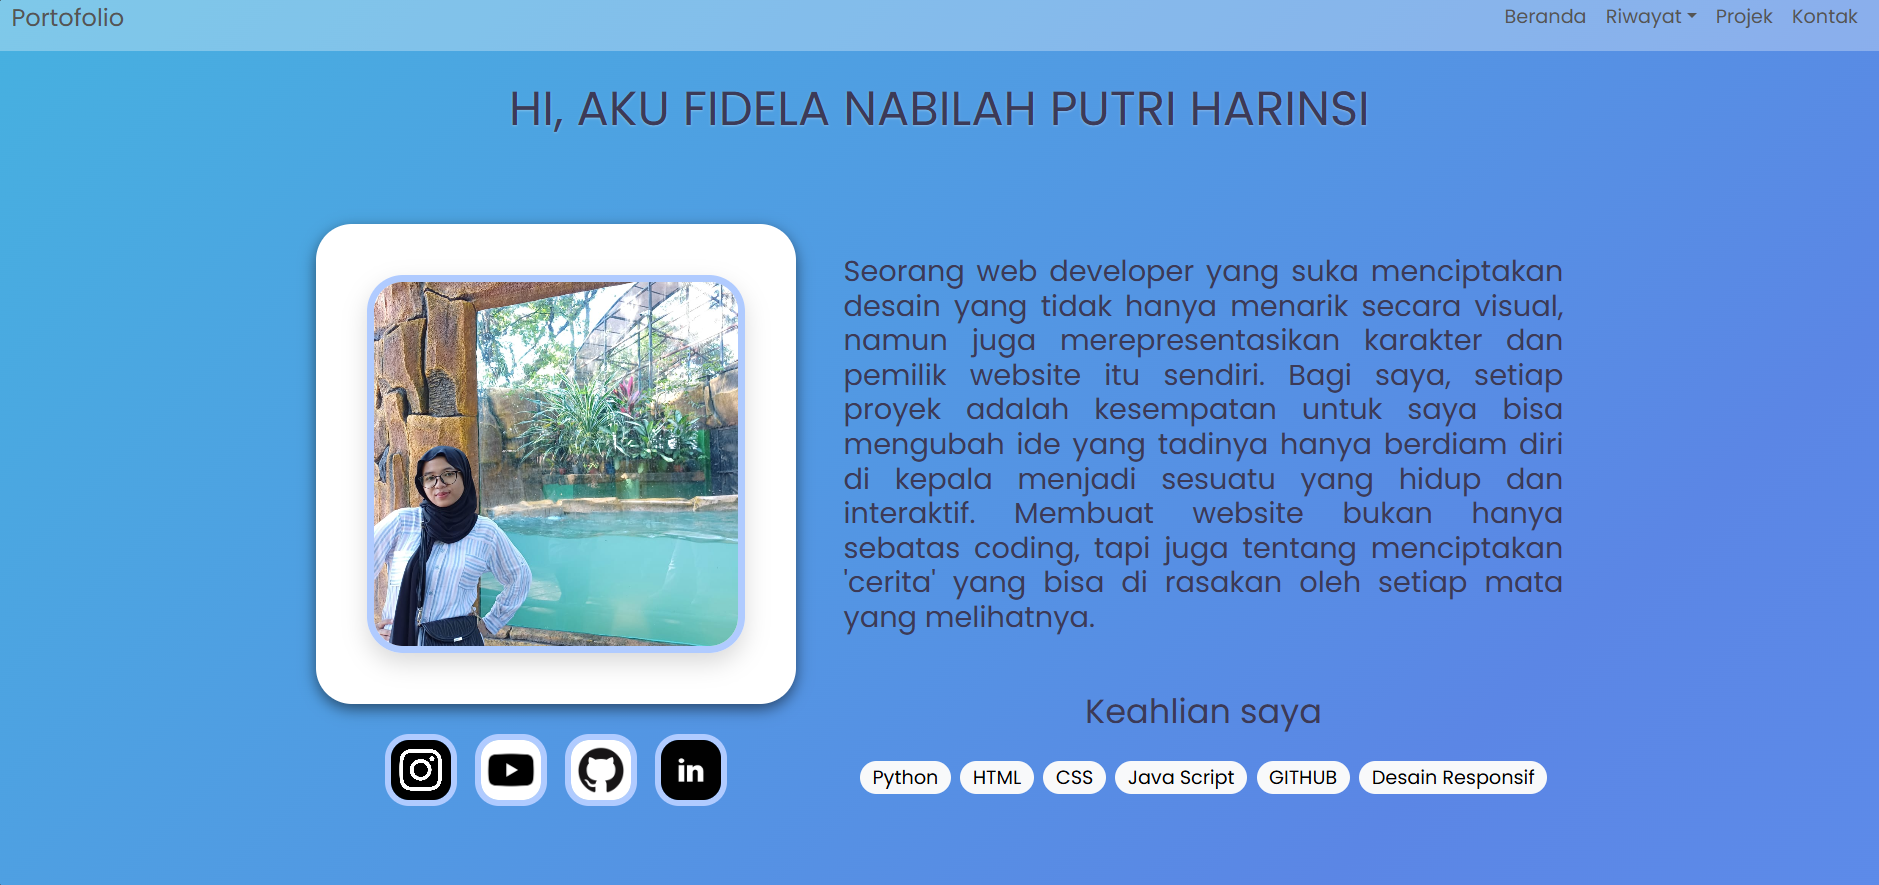 Portofolio
Beranda Riwayat Projek Kontak
HI, AKU FIDELA NABILAH PUTRI HARINSI
Seorang web developer yang suka menciptakan
desain yang tidak hanya menarik secara visual,
namun juga merepresentasikan karakter dan
pemilik website itu sendiri. Bagi saya, setiap
proyek adalah kesempatan untuk saya bisa
mengubah ide yang tadinya hanya berdiam diri
di kepala menjadi sesuatu yang hidup dan
interaktif. Membuat website bukan hanya
sebatas coding, tapi juga tentang menciptakan
'cerita' yang bisa di rasakan oleh setiap mata
yang melihatnya.
Keahlian saya
in
Python HTML CSS Java Script GITHUB Desain Responsif